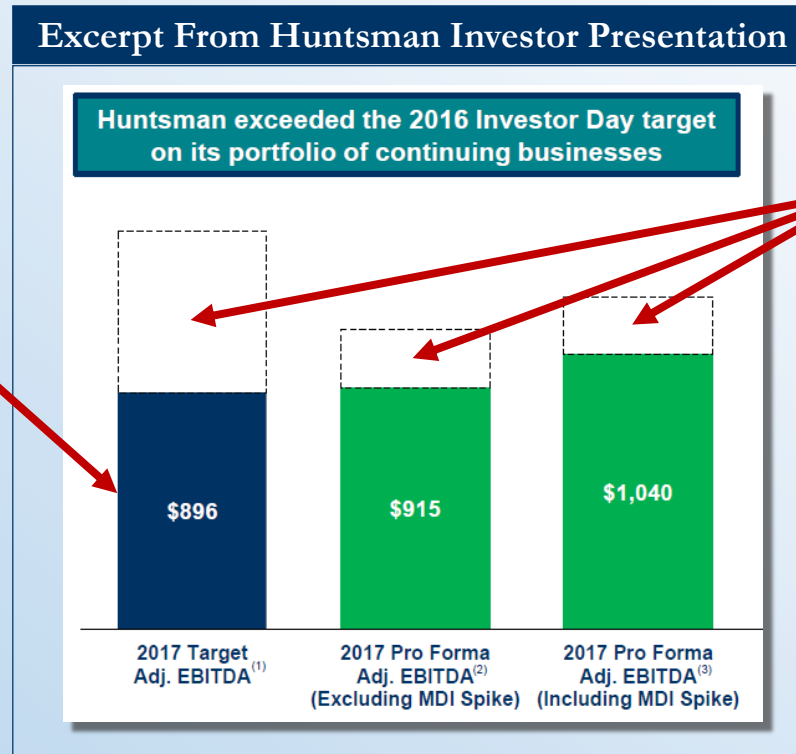 Excerpt From Huntsman Investor Presentation
Huntsman exceeded the 2016 Investor Day target
on its portfolio of continuing businesses
$896
$915
$1,040
2017 Target
Adj. EBITDA(1)
2017 Pro Forma
Adj. EBITDA(2)
(Excluding MDI Spike)
2017 Pro Forma
Adj. EBITDA(3)
(Including MDI Spike)